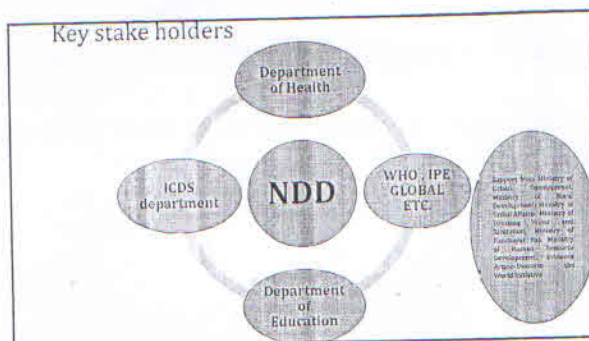 Key stake holders
Department
of Health
ICDS
department
NDD
WHO , IPE
GLOBAL
ETC.
Department
of
Education
Support from Ministry of
Urban Development,
Ministry of Rural
Development, Ministry of
Tribal Affairs, Ministry of
Drinking Water and
Sanitation, Ministry of
Panchayati Raj, Ministry
of Human Resource
Development, Evidence
Action-Deworm the
World Initiative